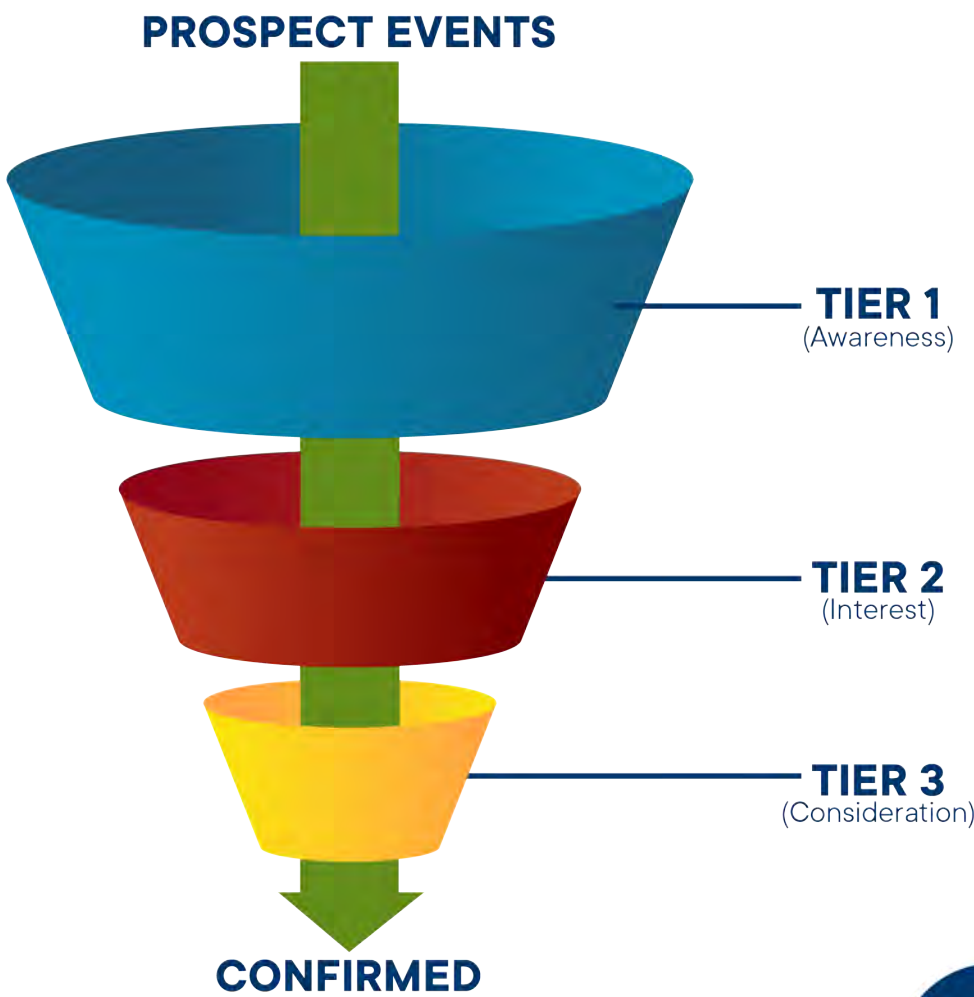 PROSPECT EVENTS
TIER 1
(Awareness)
TIER 2
(Interest)
TIER 3
(Consideration)
CONFIRMED